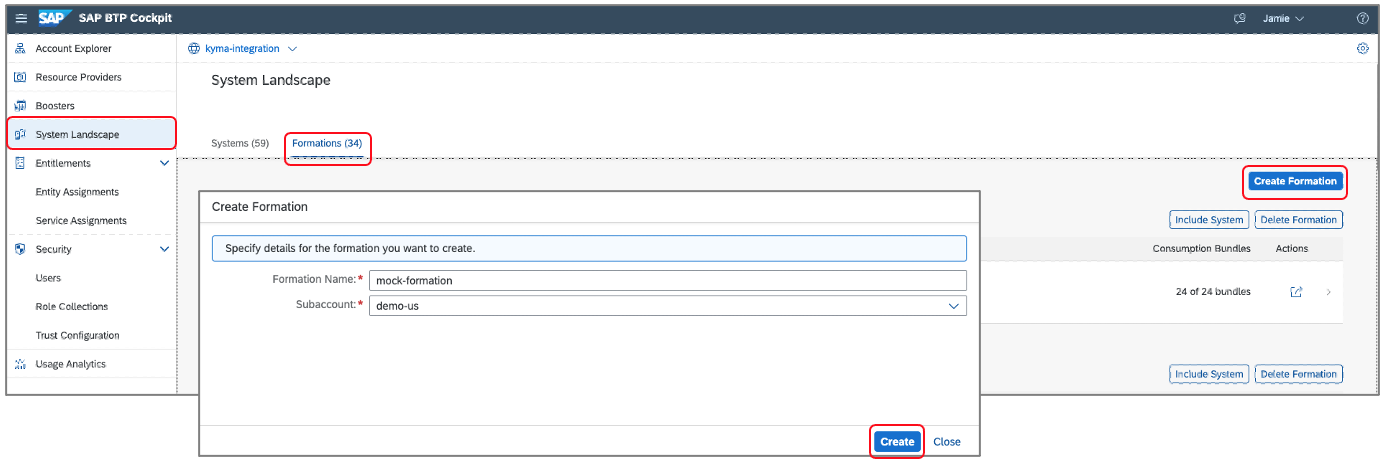 SAP SAP BTP Cockpit
Jamie
Account Explorer
Resource Providers
Boosters
System Landscape
Entitlements
Entity Assignments
Service Assignments
Security
Users
Role Collections
Trust Configuration
Usage Analytics
kyma-integration
System Landscape
Systems (59) Formations (34)
Create Formation
Include System Delete Formation
Consumption Bundles Actions
24 of 24 bundles
Include System Delete Formation
Create Formation
Specify details for the formation you want to create.
Formation Name:* mock-formation
Subaccount:* demo-us
Create Close